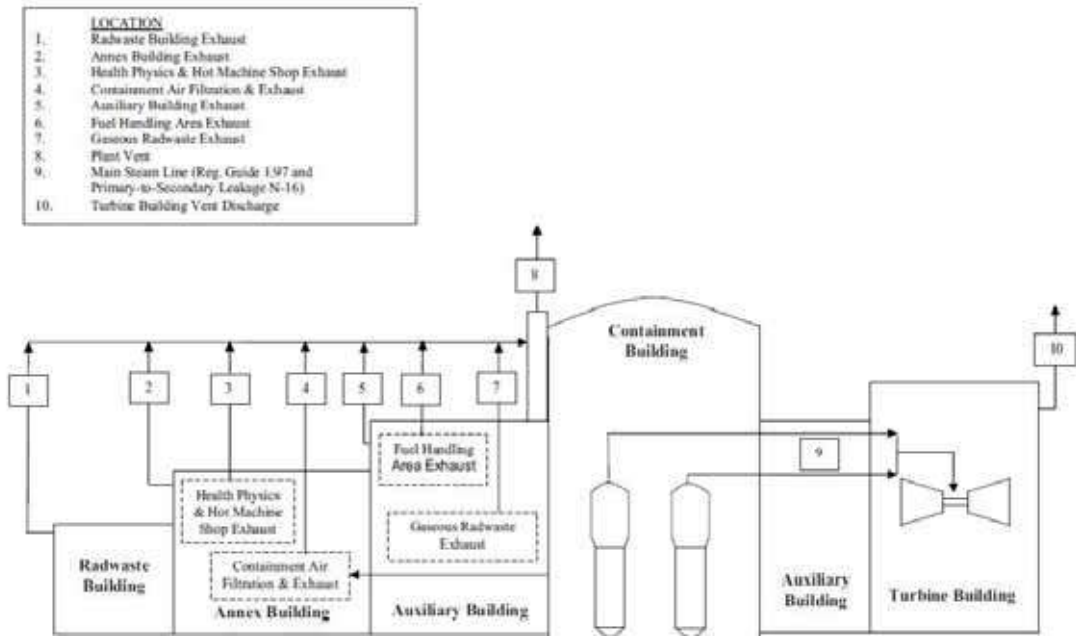 LOCATION
1. Radwaste Building Exhaust
2. Annex Building Exhaust
3. Health Physics & Hot Machine Shop Exhaust
4. Containment Air Filtration & Exhaust
5. Auxiliary Building Exhaust
6. Fuel Handling Area Exhaust
7. Gaseous Radwaste Exhaust
8. Plant Vent
9. Main Steam Line (Reg. Guide 1.97 and
Primary-to-Secondary Leakage N-16)
10. Turbine Building Vent Discharge
8
Containment
Building
10
1
2
3
4
5
6
7
9
Fuel Handling
Area Exhaust
Health Physics
& Hot Machine
Shop Exhaust
Gaseous Radwaste
Exhaust
Radwaste
Building
Containment Air
Filtration & Exhaust
Annex Building
Auxiliary Building
Auxiliary
Building
Turbine Building